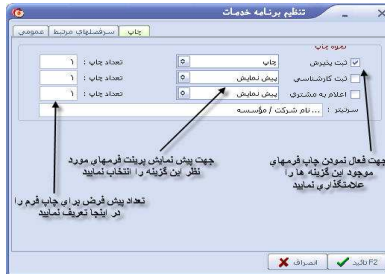 تنظیم برنامه خدمات
چاپ سرفصلهای مرتبط عمومی
نحوه چاپ
ثبت پذیرش چاپ تعداد چاپ : ۱
ثبت کارشناسی پیش نمایش تعداد چاپ : ۱
اعلام به مشتری پیش نمایش تعداد چاپ : ۱
سرتیتر : ... نام شرکت / مؤسسه
جهت فعال نمودن چاپ فرمهای
موجود این گزینه ها را
علامتگذاری نمایید
جهت پیش نمایش پرینت فرمهای مورد
نظر این گزینه را انتخاب نمایید
تعداد پیش فرض برای چاپ فرم را
در اینجا تعریف نمایید
F2 تائید انصراف